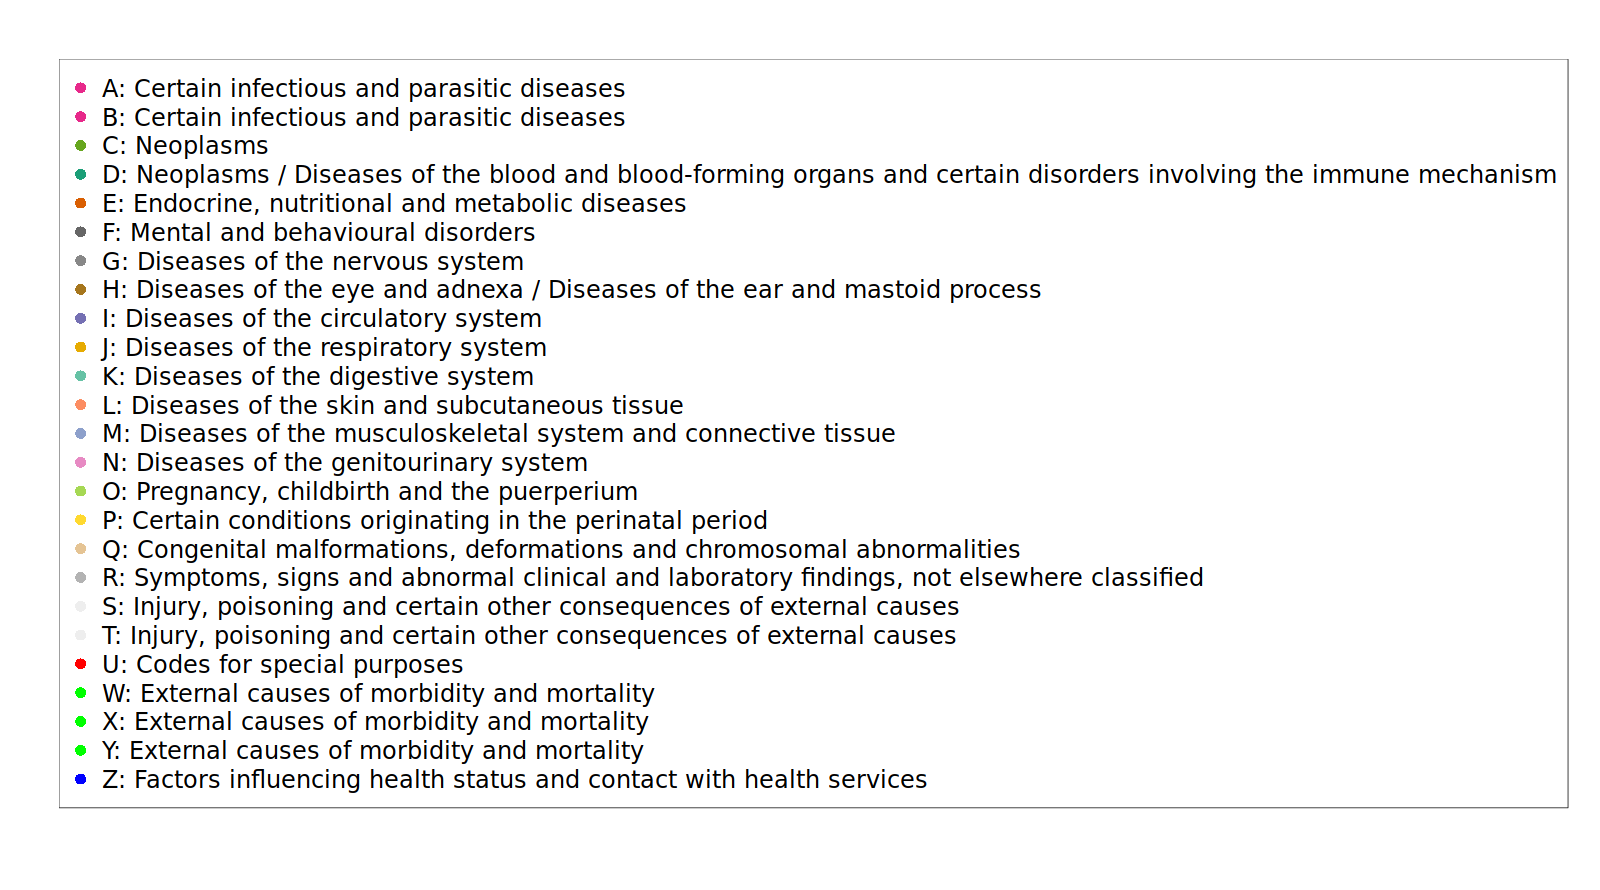 A: Certain infectious and parasitic diseases
B: Certain infectious and parasitic diseases
C: Neoplasms
D: Neoplasms / Diseases of the blood and blood-forming organs and certain disorders involving the immune mechanism
E: Endocrine, nutritional and metabolic diseases
F: Mental and behavioural disorders
G: Diseases of the nervous system
H: Diseases of the eye and adnexa / Diseases of the ear and mastoid process
I: Diseases of the circulatory system
J: Diseases of the respiratory system
K: Diseases of the digestive system
L: Diseases of the skin and subcutaneous tissue
M: Diseases of the musculoskeletal system and connective tissue
N: Diseases of the genitourinary system
O: Pregnancy, childbirth and the puerperium
P: Certain conditions originating in the perinatal period
Q: Congenital malformations, deformations and chromosomal abnormalities
R: Symptoms, signs and abnormal clinical and laboratory findings, not elsewhere classified
S: Injury, poisoning and certain other consequences of external causes
T: Injury, poisoning and certain other consequences of external causes
U: Codes for special purposes
W: External causes of morbidity and mortality
X: External causes of morbidity and mortality
Y: External causes of morbidity and mortality
Z: Factors influencing health status and contact with health services